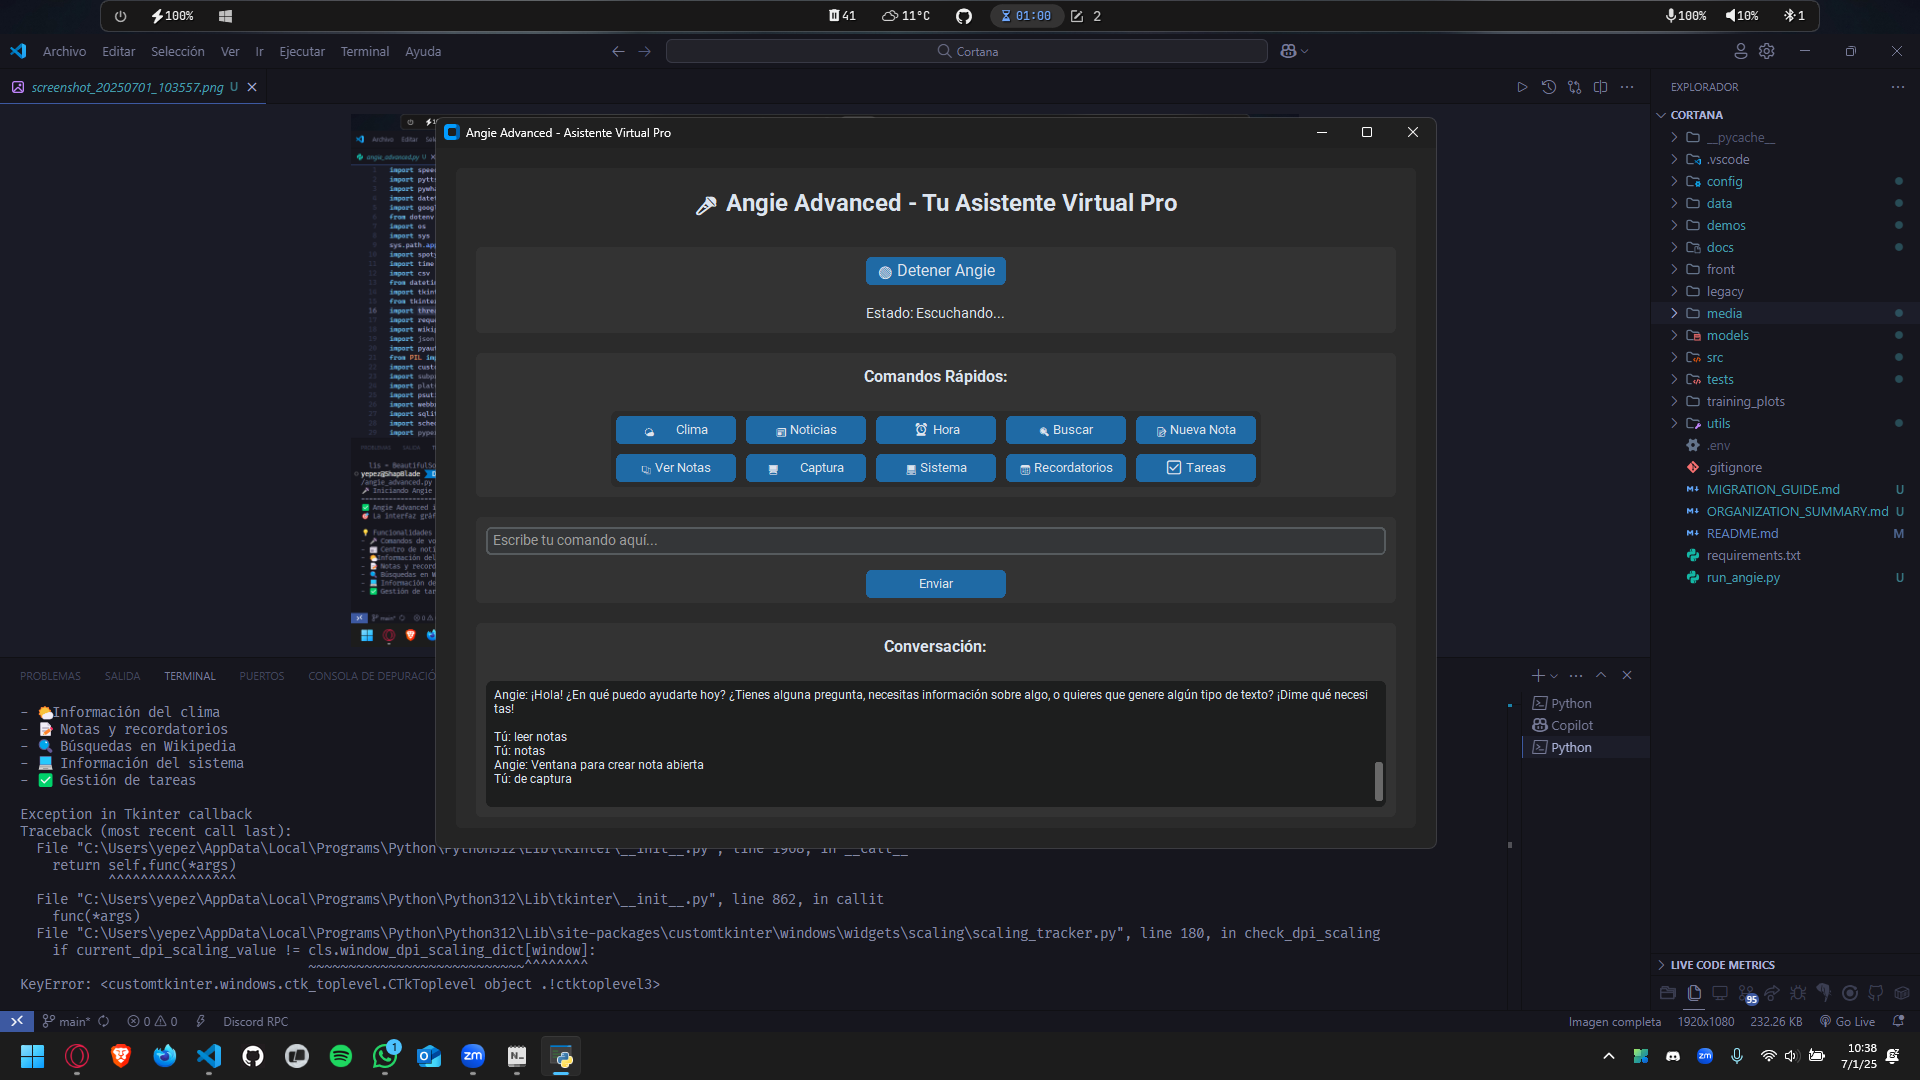 100%
41
11°C
01:00
2
100%
10%
1
Archivo Editar Selección Ver Ir Ejecutar Terminal Ayuda
Cortana
screenshot_20250701_103557.png U
EXPLORADOR
CORTANA
__pycache__
.vscode
config
data
demos
docs
front
legacy
media
models
src
tests
training_plots
utils
.env
.gitignore
MIGRATION_GUIDE.md U
ORGANIZATION_SUMMARY.md U
README.md M
requirements.txt
run_angie.py U
LIVE CODE METRICS
95
Angie Advanced - Asistente Virtual Pro
Angie Advanced - Tu Asistente Virtual Pro
Detener Angie
Estado: Escuchando...
Comandos Rápidos:
Clima Noticias Hora Buscar Nueva Nota
Ver Notas Captura Sistema Recordatorios Tareas
Escribe tu comando aquí...
Enviar
Conversación:
Angie: ¡Hola! ¿En qué puedo ayudarte hoy? ¿Tienes alguna pregunta, necesitas información sobre algo, o quieres que genere algún tipo de texto? ¡Dime qué necesi
tas!
Tú: leer notas
Tú: notas
Angie: Ventana para crear nota abierta
Tú: de captura
PROBLEMAS SALIDA TERMINAL PUERTOS CONSOLA DE DEPURACIÓ
Python
Copilot
Python
- Información del clima
- Notas y recordatorios
- Búsquedas en Wikipedia
- Información del sistema
- Gestión de tareas
Exception in Tkinter callback
Traceback (most recent call last):
File "C:\Users\yepez\AppData\Local\Programs\Python\Python312\Lib\tkinter\__init__.py", line 1968, in __call__
return self.func(*args)
^^^^^^^^^^^^^^^^
File "C:\Users\yepez\AppData\Local\Programs\Python\Python312\Lib\tkinter\__init__.py", line 862, in callit
func(*args)
File "C:\Users\yepez\AppData\Local\Programs\Python\Python312\Lib\site-packages\customtkinter\windows\widgets\scaling\scaling_tracker.py", line 180, in check_dpi_scaling
if current_dpi_scaling_value != cls.window_dpi_scaling_dict[window]:
~~~~~~~~~~~~~~~~~~~~~~~~~~~^^^^^^^^
KeyError: <customtkinter.windows.ctk_toplevel.CTkToplevel object .!ctktoplevel3>
main* 0 0 Discord RPC
Imagen completa 1920x1080 232.26 KB Go Live
1
zm
N_
zm
10:38
7/1/25